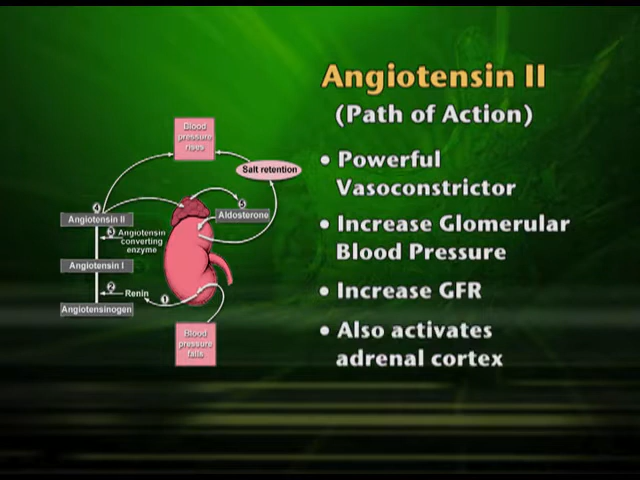 Angiotensin II
(Path of Action)
• Powerful
Vasoconstrictor
• Increase Glomerular
Blood Pressure
• Increase GFR
• Also activates
adrenal cortex
Blood
pressure
rises
Salt retention
4
5
Angiotensin II
Aldosterone
3 Angiotensin
converting
enzyme
Angiotensin I
2
Renin
1
Angiotensinogen
Blood
pressure
falls